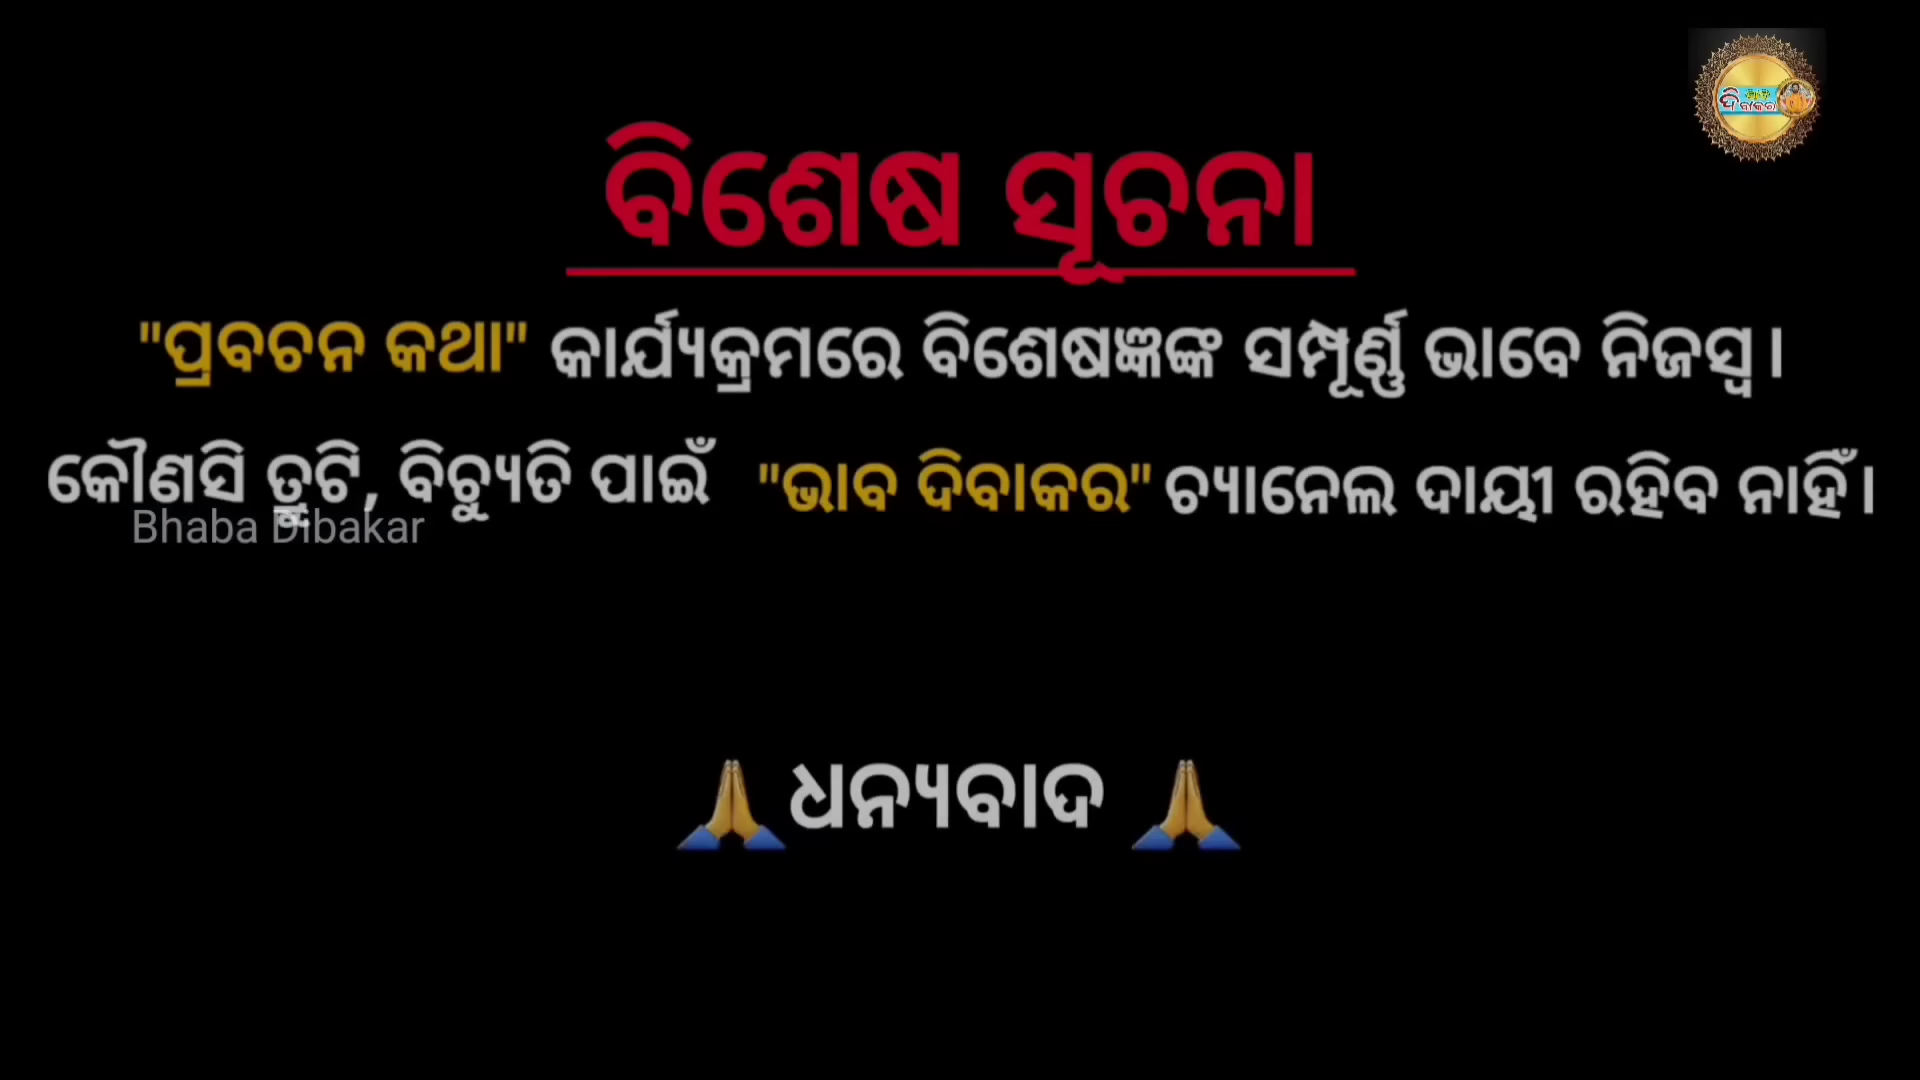 ବିଶେଷ ସୂଚନା
"ପ୍ରବଚନ କଥା" କାର୍ଯ୍ୟକ୍ରମରେ ବିଶେଷଜ୍ଞଙ୍କ ସମ୍ପୂର୍ଣ୍ଣ ଭାବେ ନିଜସ୍ୱ ।
କୌଣସି ତ୍ରୁଟି, ବିଚ୍ୟୁତି ପାଇଁ "ଭାବ ଦିବାକର" ଚ୍ୟାନେଲ ଦାୟୀ ରହିବ ନାହିଁ ।
Bhaba Dibakar
🙏 ଧନ୍ୟବାଦ 🙏